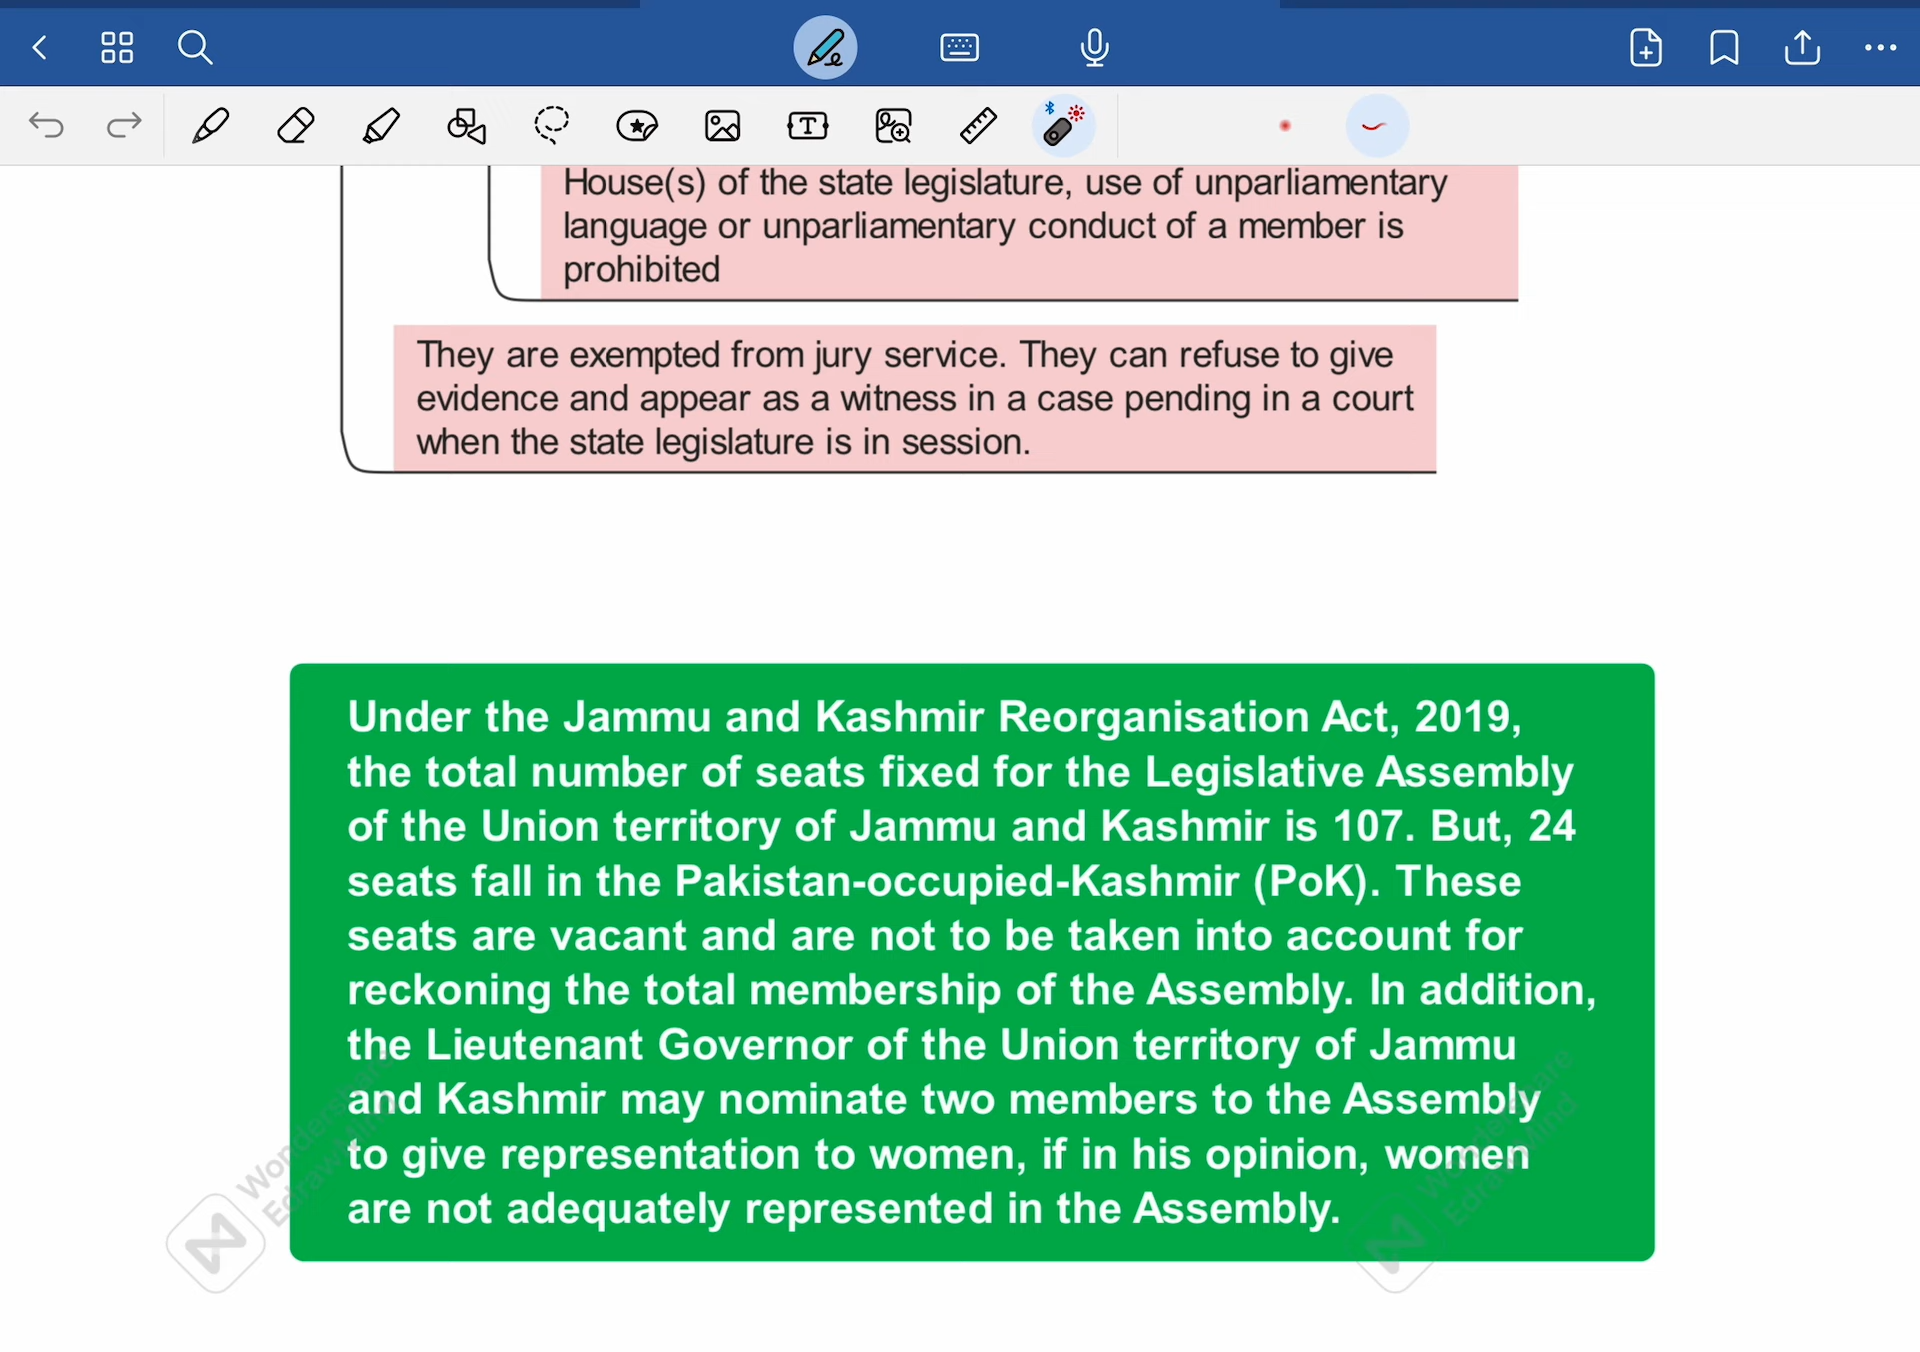 House(s) of the state legislature, use of unparliamentary
language or unparliamentary conduct of a member is
prohibited
They are exempted from jury service. They can refuse to give
evidence and appear as a witness in a case pending in a court
when the state legislature is in session.
Under the Jammu and Kashmir Reorganisation Act, 2019,
the total number of seats fixed for the Legislative Assembly
of the Union territory of Jammu and Kashmir is 107. But, 24
seats fall in the Pakistan-occupied-Kashmir (PoK). These
seats are vacant and are not to be taken into account for
reckoning the total membership of the Assembly. In addition,
the Lieutenant Governor of the Union territory of Jammu
and Kashmir may nominate two members to the Assembly
to give representation to women, if in his opinion, women
are not adequately represented in the Assembly.
Wondershare
EdrawMind
Wondershare
EdrawMind